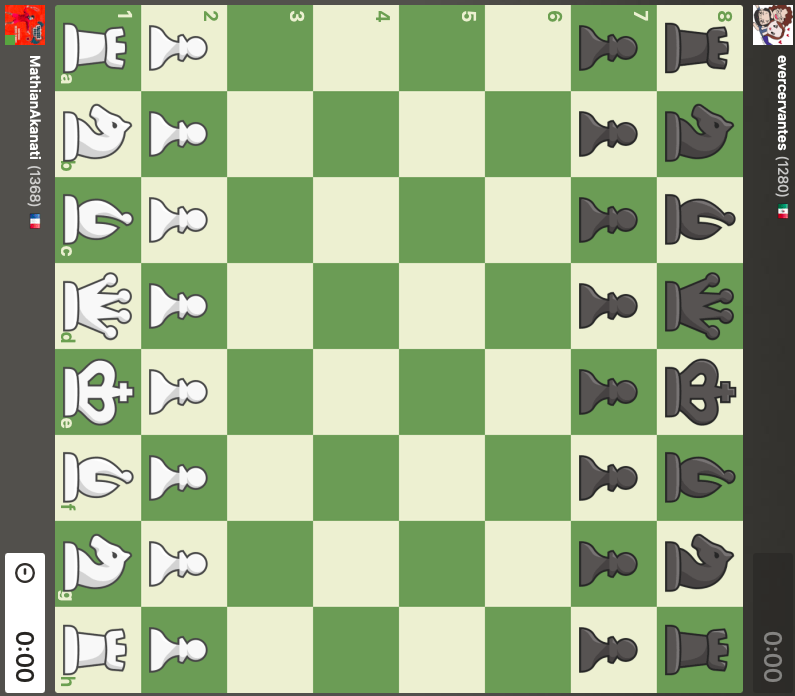 evercervantes (1280)
0:00
8
7
6
5
4
3
2
1
a
b
c
d
e
f
g
h
MathianAkanati (1368)
0:00